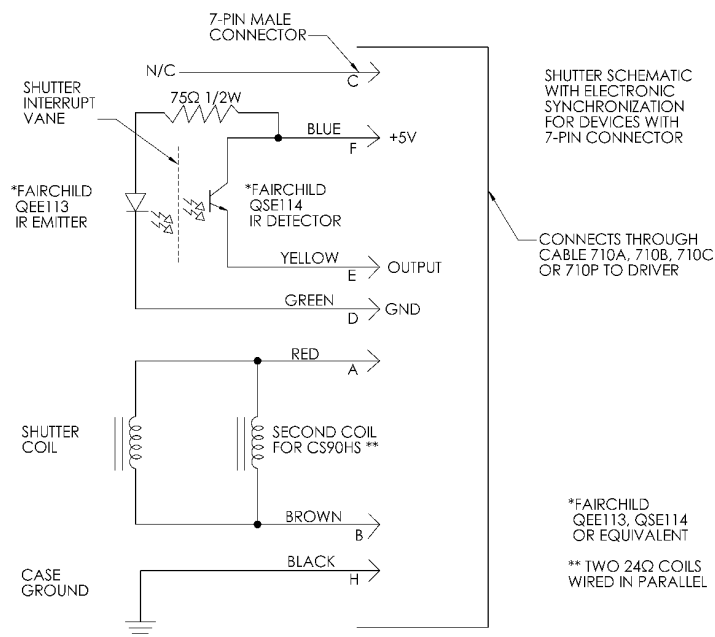 7-PIN MALE
CONNECTOR
N/C
C
SHUTTER
INTERRUPT
VANE
75Ω 1/2W
BLUE
F
+5V
SHUTTER SCHEMATIC
WITH ELECTRONIC
SYNCHRONIZATION
FOR DEVICES WITH
7-PIN CONNECTOR
*FAIRCHILD
QEE113
IR EMITTER
*FAIRCHILD
QSE114
IR DETECTOR
YELLOW
E
OUTPUT
CONNECTS THROUGH
CABLE 710A, 710B, 710C
OR 710P TO DRIVER
GREEN
D
GND
RED
A
SHUTTER
COIL
SECOND COIL
FOR CS90HS **
BROWN
B
*FAIRCHILD
QEE113, QSE114
OR EQUIVALENT
BLACK
H
CASE
GROUND
** TWO 24Ω COILS
WIRED IN PARALLEL